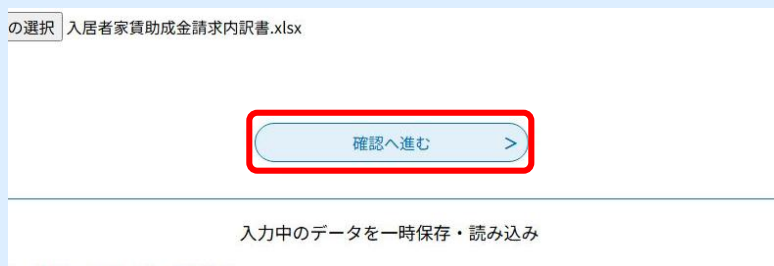 の選択 入居者家賃助成金請求内訳書.xlsx
確認へ進む >
入力中のデータを一時保存・読み込み